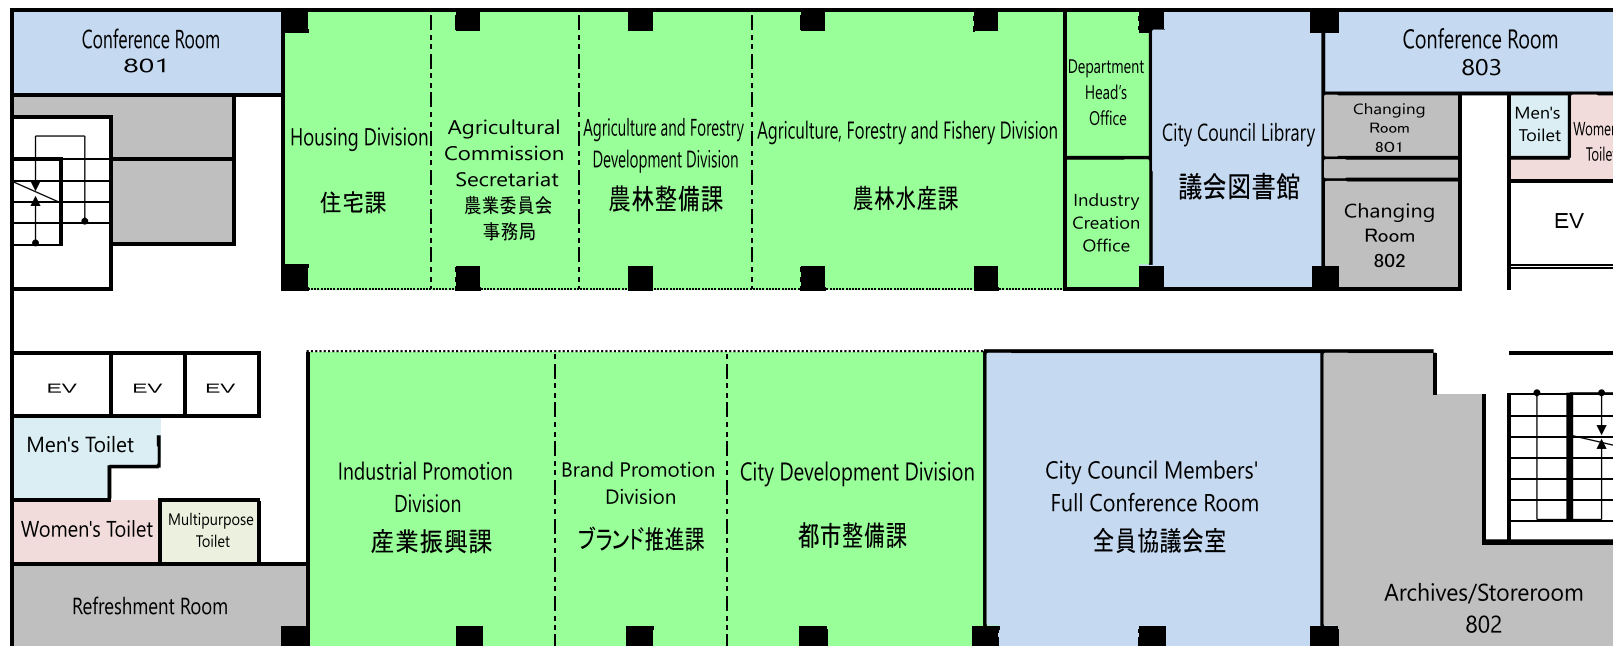 Conference Room
801
Housing Division
住宅課
Agricultural
Commission
Secretariat
農業委員会
事務局
Agriculture and Forestry
Development Division
農林整備課
Agriculture, Forestry and Fishery Division
農林水産課
Department
Head's
Office
Industry
Creation
Office
City Council Library
議会図書館
Conference Room
803
Changing
Room
801
Changing
Room
802
Men's
Toilet
Women's
Toilet
EV
EV
EV
EV
Men's Toilet
Women's Toilet
Multipurpose
Toilet
Refreshment Room
Industrial Promotion
Division
産業振興課
Brand Promotion
Division
ブランド推進課
City Development Division
都市整備課
City Council Members'
Full Conference Room
全員協議会室
Archives/Storeroom
802